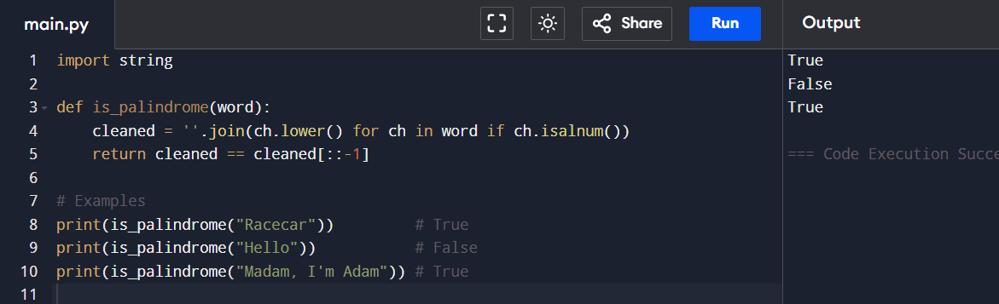 main.py
Share
Run
Output
1 import string
2
3 def is_palindrome(word):
4     cleaned = ''.join(ch.lower() for ch in word if ch.isalnum())
5     return cleaned == cleaned[::-1]
6
7 # Examples
8 print(is_palindrome("Racecar"))         # True
9 print(is_palindrome("Hello"))           # False
10 print(is_palindrome("Madam, I'm Adam")) # True
11
True
False
True
=== Code Execution Succe